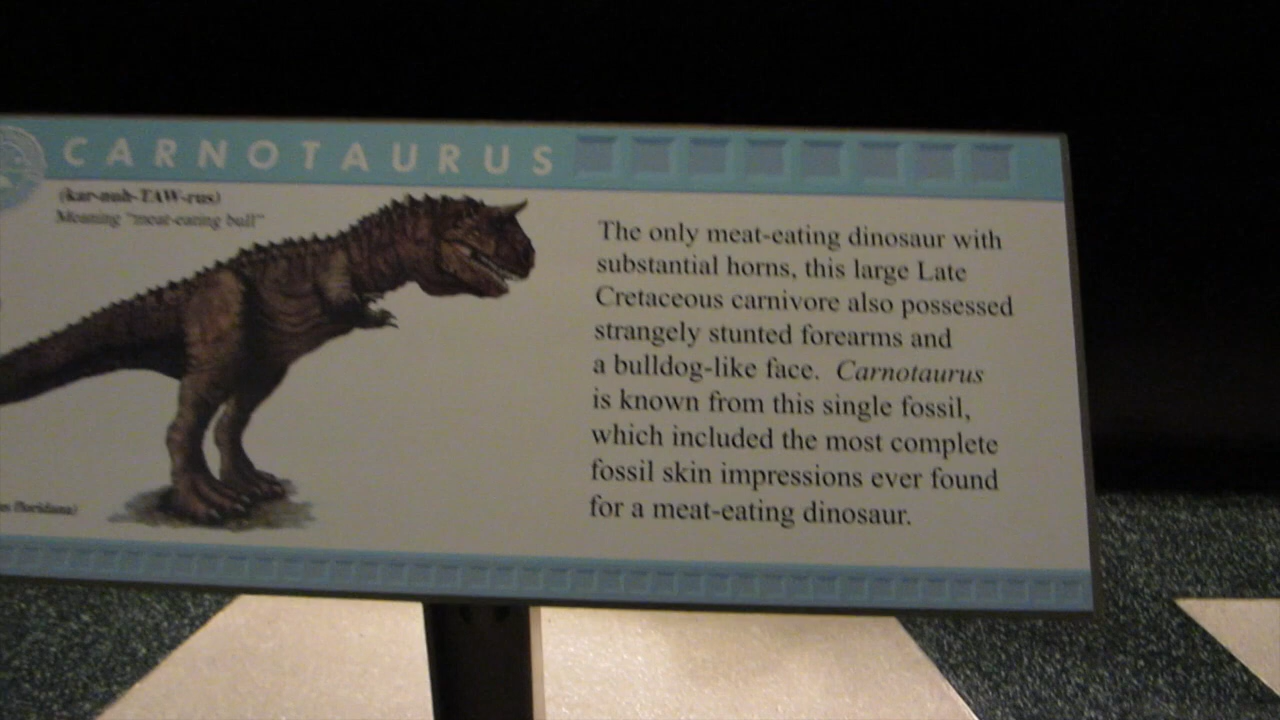 CARNOTAURUS
(kar-nuh-TAW-rus)
Meaning "meat-eating bull"
The only meat-eating dinosaur with
substantial horns, this large Late
Cretaceous carnivore also possessed
strangely stunted forearms and
a bulldog-like face. Carnotaurus
is known from this single fossil,
which included the most complete
fossil skin impressions ever found
for a meat-eating dinosaur.
floridana)